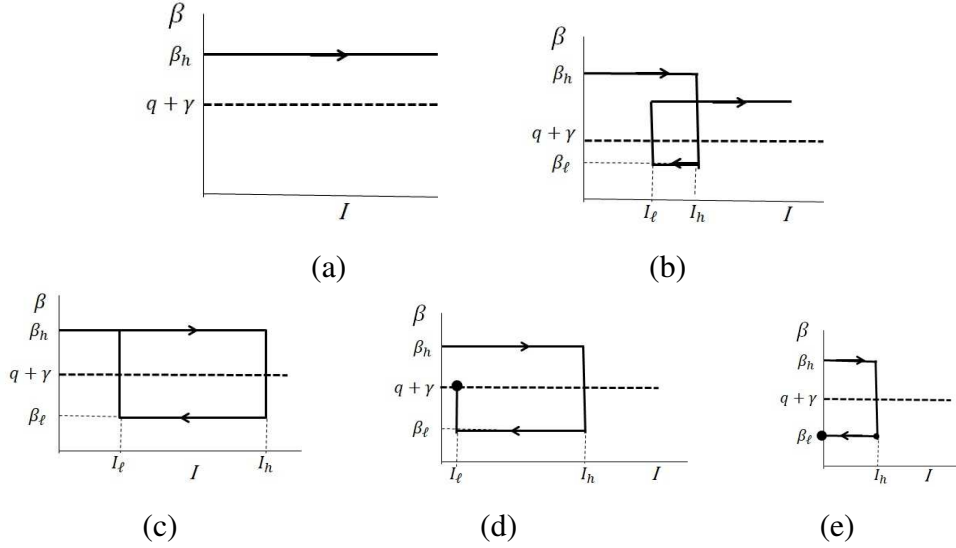 β
β_h
q + γ
I
(a)
β
β_h
q + γ
β_ℓ
I_ℓ
I_h
I
(b)
β
β_h
q + γ
β_ℓ
I_ℓ
I
I_h
(c)
β
β_h
q + γ
β_ℓ
I_ℓ
I_h
I
(d)
β
β_h
q + γ
β_ℓ
I_h
I
(e)